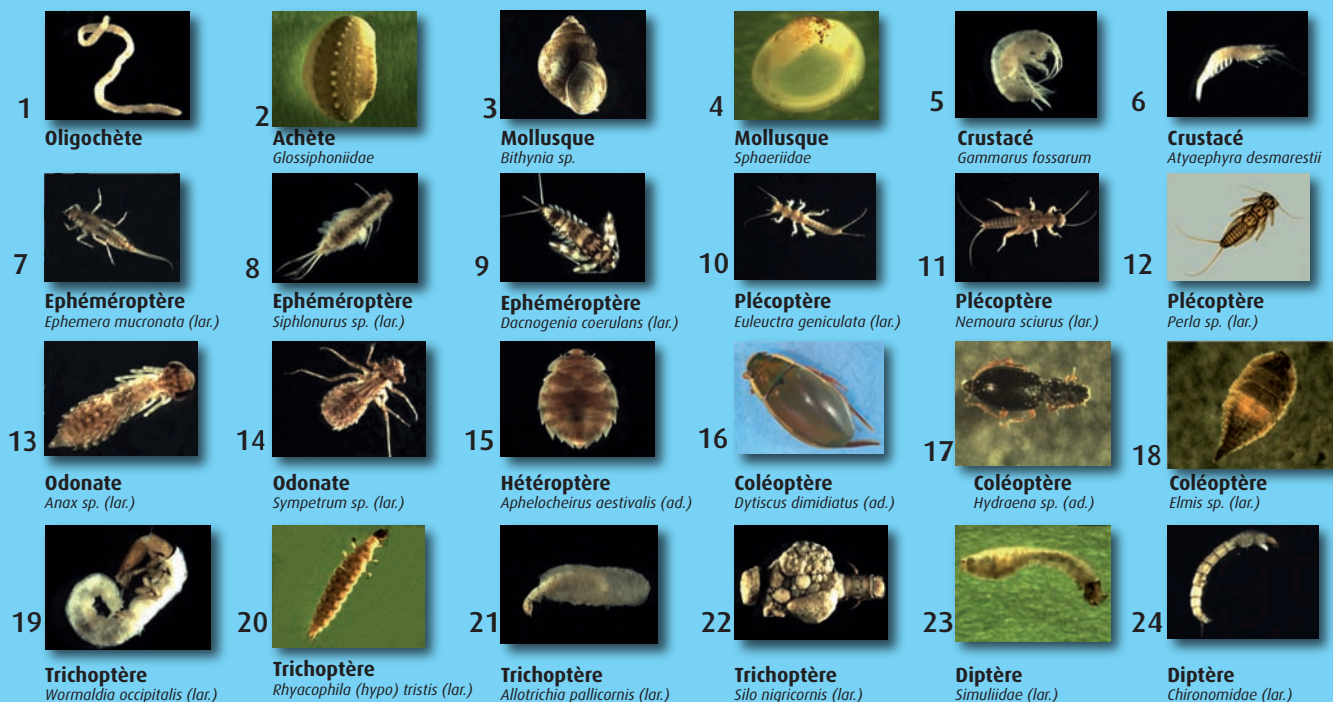 1
Oligochète
2
Achète
Glossiphoniidae
3
Mollusque
Bithynia sp.
4
Mollusque
Sphaeriidae
5
Crustacé
Gammarus fossarum
6
Crustacé
Atyaephyra desmarestii
7
Ephéméroptère
Ephemera mucronata (lar.)
8
Ephéméroptère
Siphlonurus sp. (lar.)
9
Ephéméroptère
Dacnogenia coerulans (lar.)
10
Plécoptère
Euleuctra geniculata (lar.)
11
Plécoptère
Nemoura sciurus (lar.)
12
Plécoptère
Perla sp. (lar.)
13
Odonate
Anax sp. (lar.)
14
Odonate
Sympetrum sp. (lar.)
15
Hétéroptère
Aphelocheirus aestivalis (ad.)
16
Coléoptère
Dytiscus dimidiatus (ad.)
17
Coléoptère
Hydraena sp. (ad.)
18
Coléoptère
Elmis sp. (lar.)
19
Trichoptère
Wormaldia occipitalis (lar.)
20
Trichoptère
Rhyacophila (hypo) tristis (lar.)
21
Trichoptère
Allotrichia pallicornis (lar.)
22
Trichoptère
Silo nigricornis (lar.)
23
Diptère
Simuliidae (lar.)
24
Diptère
Chironomidae (lar.)